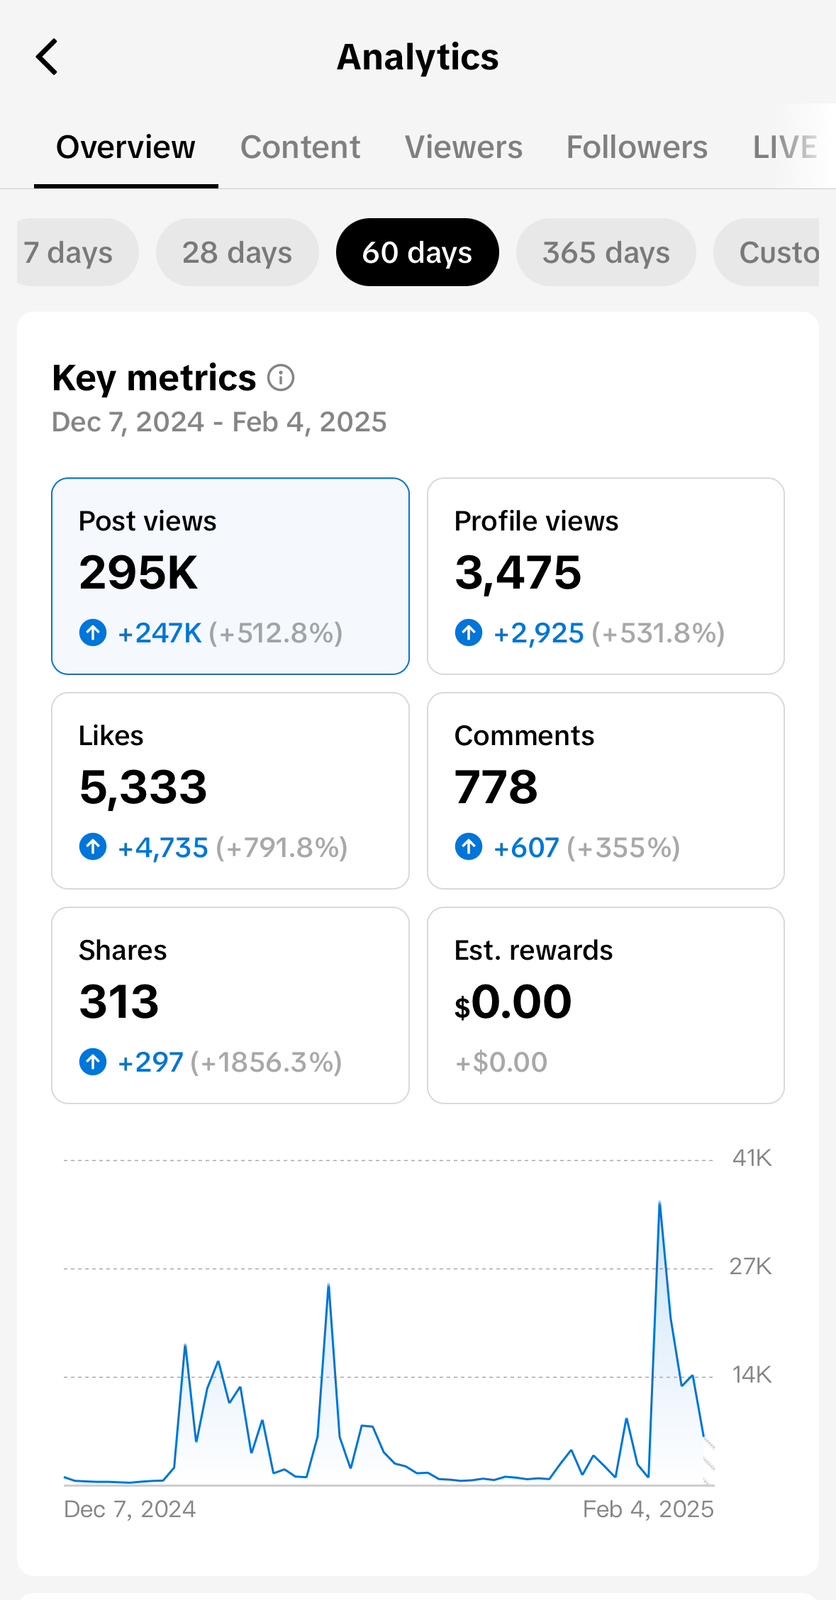 Analytics
Overview Content Viewers Followers LIVE
7 days 28 days 60 days 365 days Custo
Key metrics
Dec 7, 2024 - Feb 4, 2025
Post views
295K
+247K (+512.8%)
Profile views
3,475
+2,925 (+531.8%)
Likes
5,333
+4,735 (+791.8%)
Comments
778
+607 (+355%)
Shares
313
+297 (+1856.3%)
Est. rewards
$0.00
+$0.00
41K
27K
14K
Dec 7, 2024 Feb 4, 2025